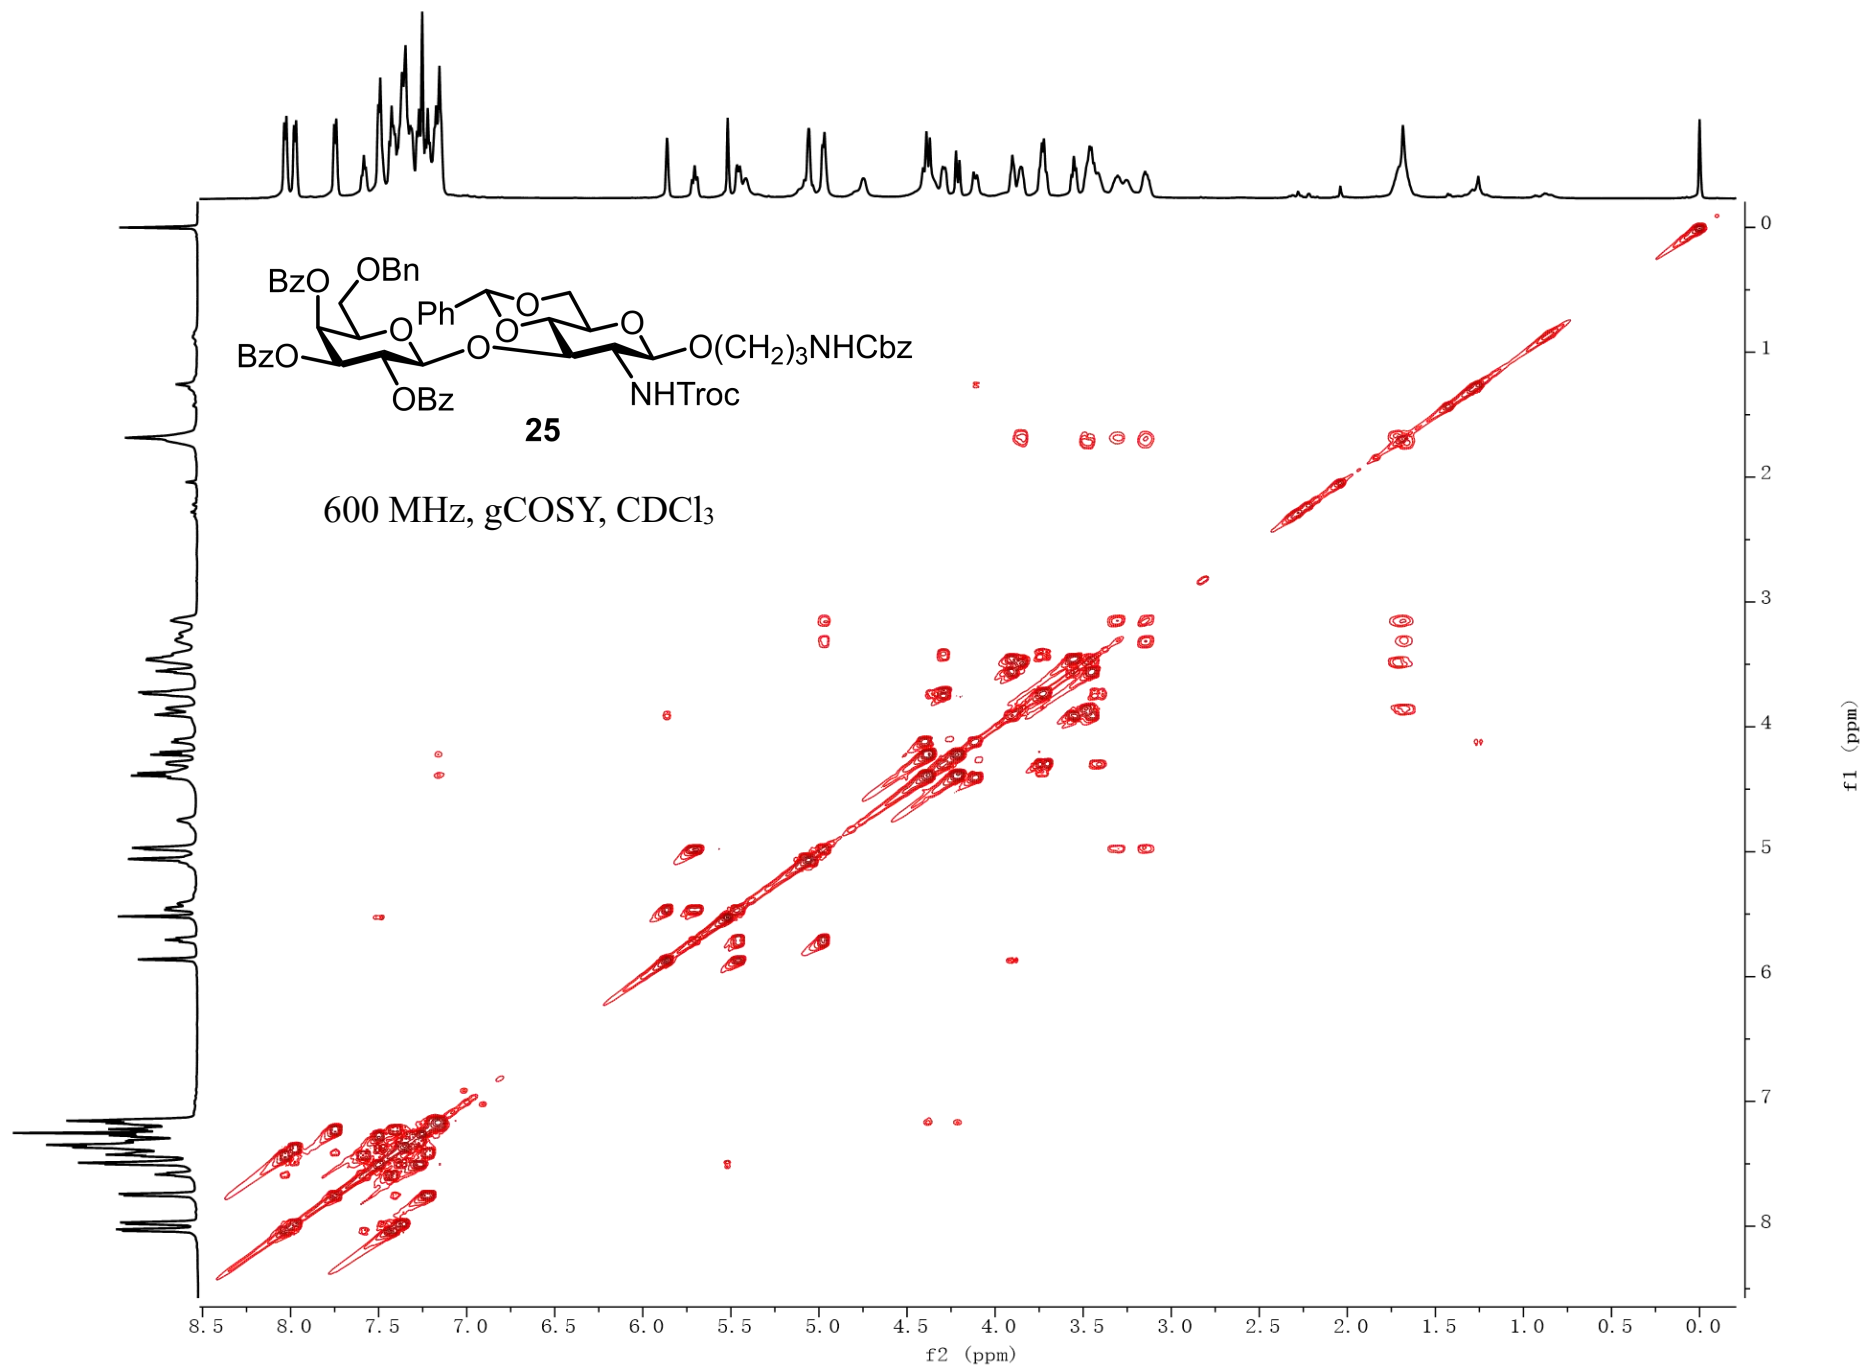 OBn
BzO
Ph
O
O
O
O
O
O(CH₂)₃NHCbz
BzO
NHTroc
OBz
25
600 MHz, gCOSY, CDCl₃
0
1
2
3
4
5
6
7
8
f1 (ppm)
8.5 8.0 7.5 7.0 6.5 6.0 5.5 5.0 4.5 4.0 3.5 3.0 2.5 2.0 1.5 1.0 0.5 0.0
f2 (ppm)